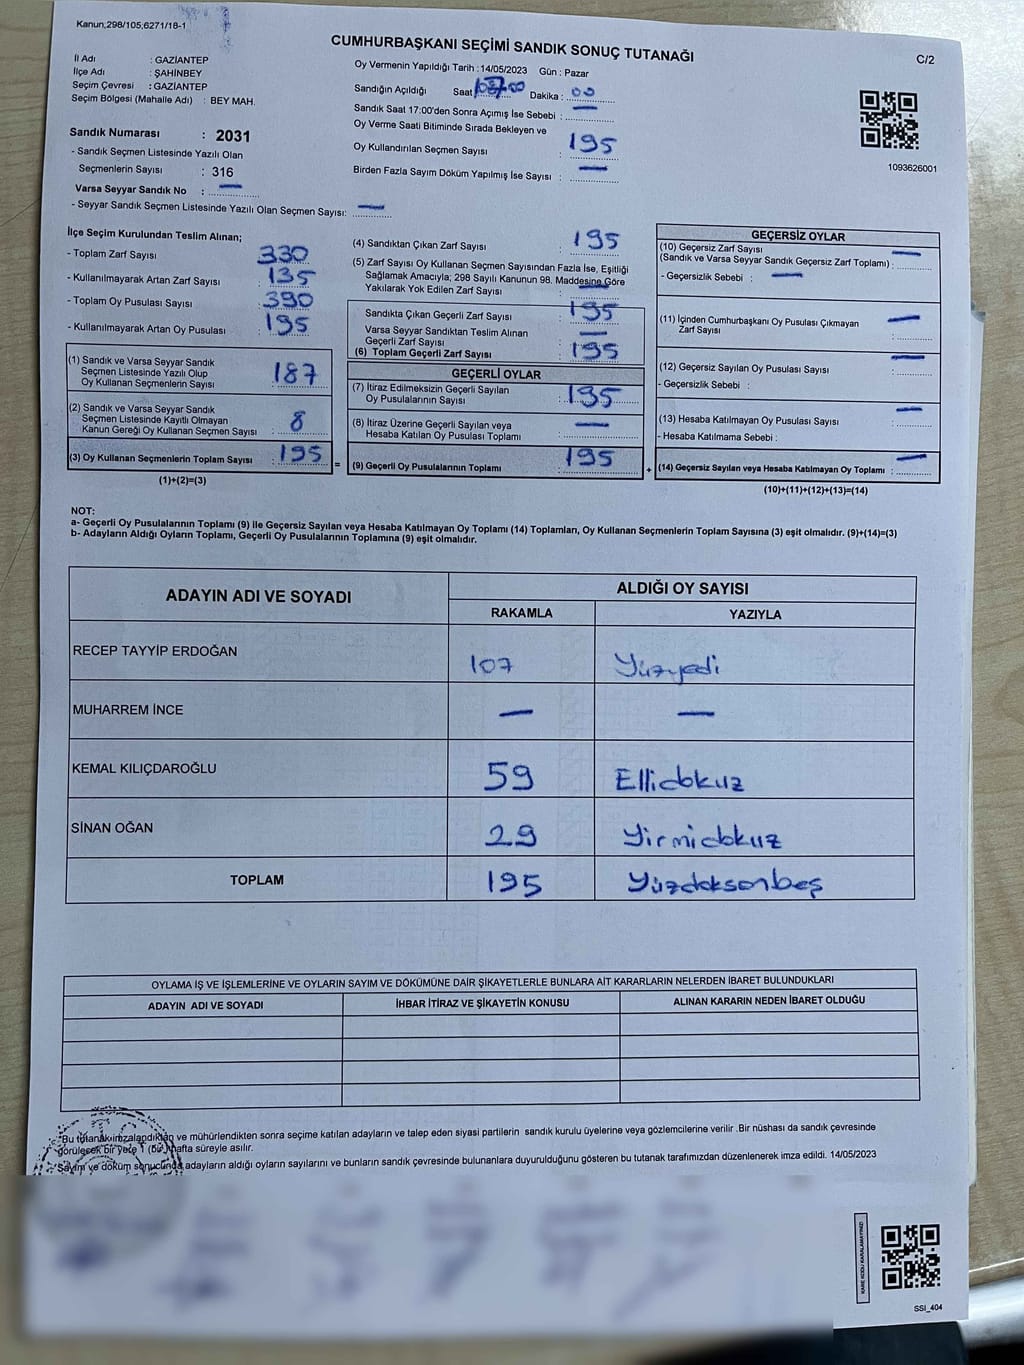 Kanun;298/105;6271/18-1
CUMHURBAŞKANI SEÇİMİ SANDIK SONUÇ TUTANAĞI
C/2
İl Adı : GAZİANTEP
İlçe Adı : ŞAHİNBEY
Seçim Çevresi : GAZİANTEP
Seçim Bölgesi (Mahalle Adı) : BEY MAH.
Sandık Numarası : 2031
- Sandık Seçmen Listesinde Yazılı Olan
Seçmenlerin Sayısı : 316
Varsa Seyyar Sandık No : —
- Seyyar Sandık Seçmen Listesinde Yazılı Olan Seçmen Sayısı: —
Oy Vermenin Yapıldığı Tarih :14/05/2023 Gün : Pazar
Sandığın Açıldığı Saat Dakika : 00
Sandık Saat 17:00'den Sonra Açımış İse Sebebi : —
Oy Verme Saati Bitiminde Sırada Bekleyen ve
Oy Kullandırılan Seçmen Sayısı : 195
Birden Fazla Sayım Döküm Yapılmış İse Sayısı : —
1093626001
İlçe Seçim Kurulundan Teslim Alınan;
- Toplam Zarf Sayısı : 330
- Kullanılmayarak Artan Zarf Sayısı : 135
- Toplam Oy Pusulası Sayısı : 390
- Kullanılmayarak Artan Oy Pusulası : 195
(1) Sandık ve Varsa Seyyar Sandık
Seçmen Listesinde Yazılı Olup
Oy Kullanan Seçmenlerin Sayısı : 187
(2) Sandık ve Varsa Seyyar Sandık
Seçmen Listesinde Kayıtlı Olmayan
Kanun Gereği Oy Kullanan Seçmen Sayısı : 8
(3) Oy Kullanan Seçmenlerin Toplam Sayısı : 195
(1)+(2)=(3)
=
(4) Sandıktan Çıkan Zarf Sayısı : 195
(5) Zarf Sayısı Oy Kullanan Seçmen Sayısından Fazla İse, Eşitliği
Sağlamak Amacıyla; 298 Sayılı Kanunun 98. Maddesine Göre
Yakılarak Yok Edilen Zarf Sayısı : —
Sandıkta Çıkan Geçerli Zarf Sayısı : 195
Varsa Seyyar Sandıktan Teslim Alınan
Geçerli Zarf Sayısı : —
(6) Toplam Geçerli Zarf Sayısı : 195
GEÇERLİ OYLAR
(7) İtiraz Edilmeksizin Geçerli Sayılan
Oy Pusulalarının Sayısı : 195
(8) İtiraz Üzerine Geçerli Sayılan veya
Hesaba Katılan Oy Pusulası Toplamı : —
(9) Geçerli Oy Pusulalarının Toplamı : 195
+
GEÇERSİZ OYLAR
(10) Geçersiz Zarf Sayısı
(Sandık ve Varsa Seyyar Sandık Geçersiz Zarf Toplamı) : —
- Geçersizlik Sebebi : —
(11) İçinden Cumhurbaşkanı Oy Pusulası Çıkmayan
Zarf Sayısı : —
(12) Geçersiz Sayılan Oy Pusulası Sayısı : —
- Geçersizlik Sebebi :
(13) Hesaba Katılmayan Oy Pusulası Sayısı : —
- Hesaba Katılmama Sebebi :
(14) Geçersiz Sayılan veya Hesaba Katılmayan Oy Toplamı : —
(10)+(11)+(12)+(13)=(14)
NOT:
a- Geçerli Oy Pusulalarının Toplamı (9) ile Geçersiz Sayılan veya Hesaba Katılmayan Oy Toplamı (14) Toplamları, Oy Kullanan Seçmenlerin Toplam Sayısına (3) eşit olmalıdır. (9)+(14)=(3)
b- Adayların Aldığı Oyların Toplamı, Geçerli Oy Pusulalarının Toplamına (9) eşit olmalıdır.
ADAYIN ADI VE SOYADI
ALDIĞI OY SAYISI
RAKAMLA YAZIYLA
RECEP TAYYİP ERDOĞAN 107 Yüzyedi
MUHARREM İNCE — —
KEMAL KILIÇDAROĞLU 59 Ellidokuz
SİNAN OĞAN 29 Yirmidokuz
TOPLAM 195 Yüzdoksanbeş
OYLAMA İŞ VE İŞLEMLERİNE VE OYLARIN SAYIM VE DÖKÜMÜNE DAİR ŞİKAYETLERLE BUNLARA AİT KARARLARIN NELERDEN İBARET BULUNDUKLARI
ADAYIN ADI VE SOYADI İHBAR İTİRAZ VE ŞİKAYETİN KONUSU ALINAN KARARIN NEDEN İBARET OLDUĞU
*Bu tutanak imzalandıktan ve mühürlendikten sonra seçime katılan adayların ve talep eden siyasi partilerin sandık kurulu üyelerine veya gözlemcilerine verilir .Bir nüshası da sandık çevresinde
görülecek bir yere 1 (bir) hafta süreyle asılır.
*Sayım ve döküm sonucunda adayların aldığı oyların sayılarını ve bunların sandık çevresinde bulunanlara duyurulduğunu gösteren bu tutanak tarafımızdan düzenlenerek imza edildi. 14/05/2023
KARE KODU KARALAMAYINIZ!
SSİ_404